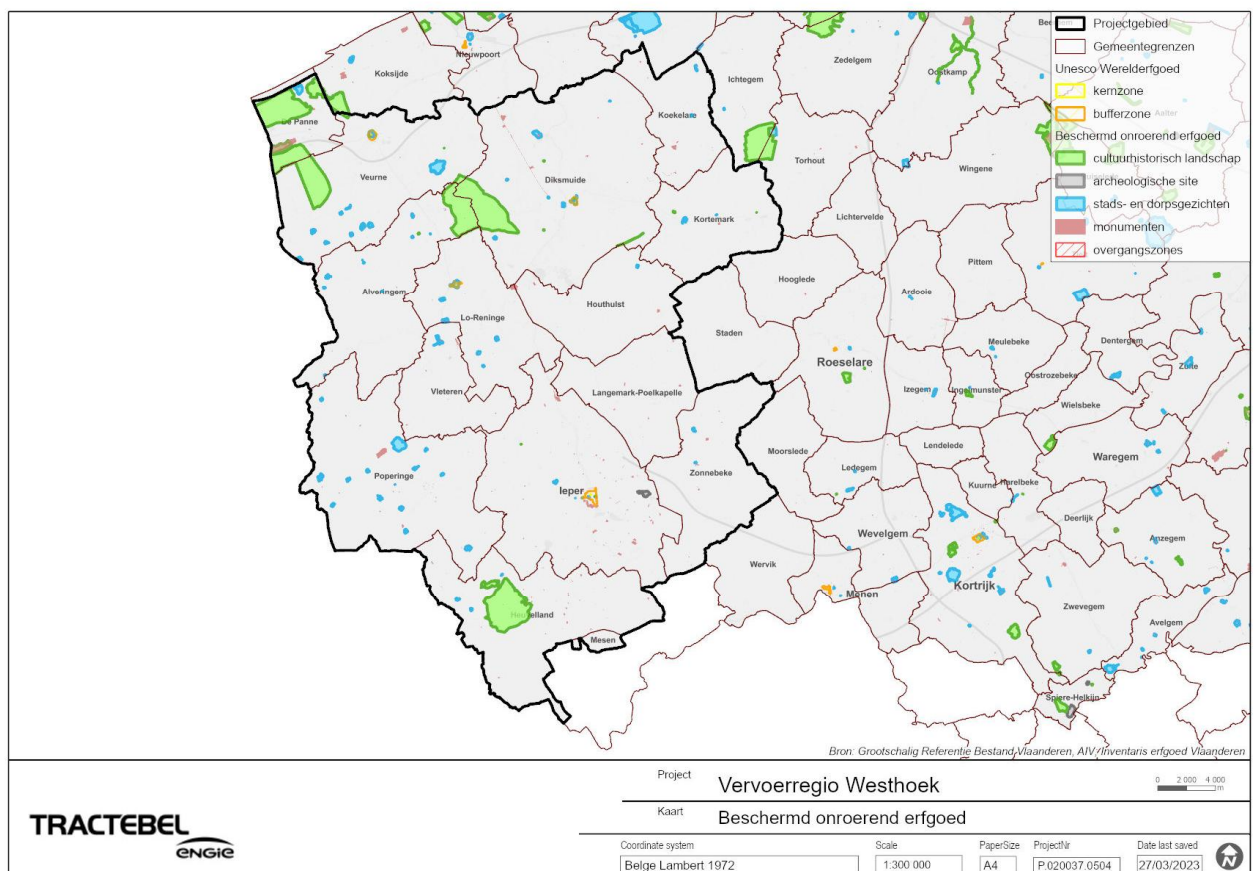 Projectgebied
Gemeentegrenzen
Unesco Werelderfgoed
kernzone
bufferzone
Beschermd onroerend erfgoed
cultuurhistorisch landschap
archeologische site
stads- en dorpsgezichten
monumenten
overgangszones
Nieuwpoort
Koksijde
De Panne
Veurne
Diksmuide
Koekelare
Ichtegem
Zedelgem
Oostkamp
Torhout
Wingene
Aalter
Kortemark
Lichtervelde
Alveringem
Lo-Reninge
Houthulst
Hooglede
Staden
Ardooie
Pittem
Roeselare
Meulebeke
Dentergem
Oostrozebeke
Zulte
Vleteren
Langemark-Poelkapelle
Izegem
Ingelmunster
Wielsbeke
Moorslede
Lendelede
Waregem
Poperinge
Ieper
Zonnebeke
Ledegem
Kuurne
Harelbeke
Deerlijk
Wevelgem
Anzegem
Wervik
Menen
Kortrijk
Zwevegem
Avelgem
Heuvelland
Mesen
Spiere-Helkijn
Bron: Grootschalig Referentie Bestand Vlaanderen, AIV, Inventaris erfgoed Vlaanderen
Project Vervoerregio Westhoek
0 2 000 4 000
m
Kaart Beschermd onroerend erfgoed
TRACTEBEL
ENGIE
Coordinate system Scale PaperSize ProjectNr Date last saved
Belge Lambert 1972 1:300 000 A4 P.020037.0504 27/03/2023
N